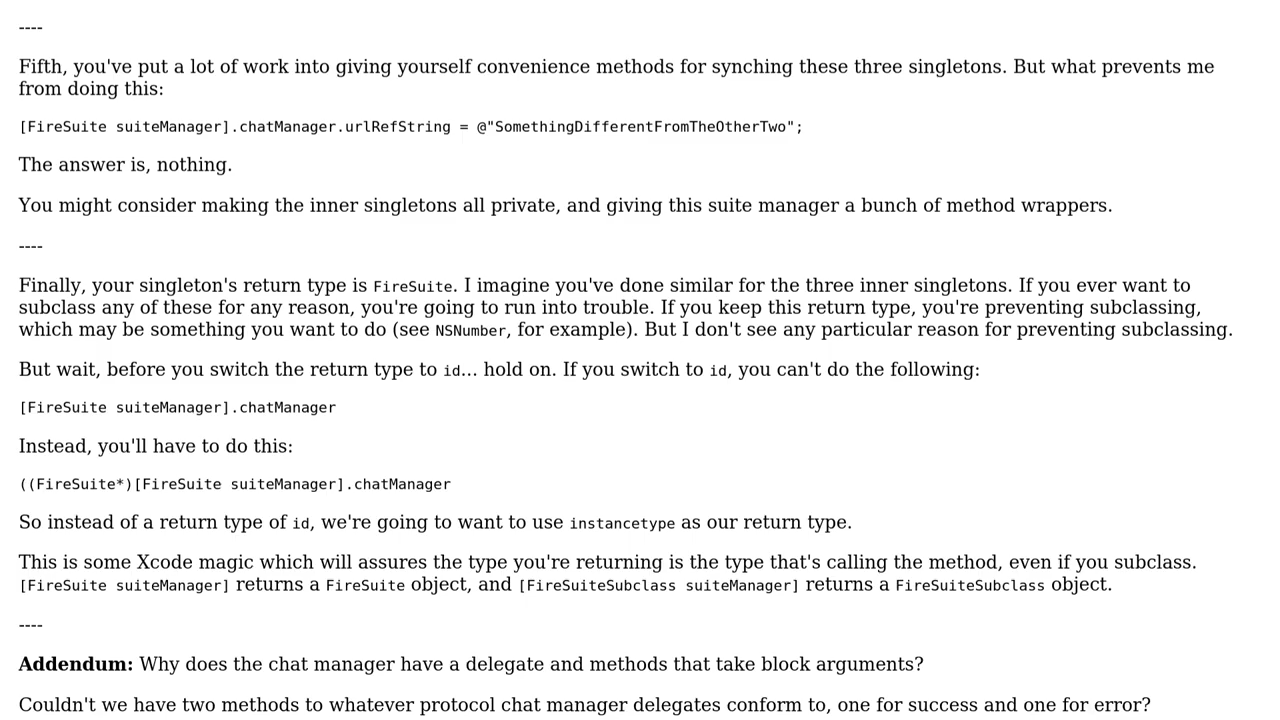 ----
Fifth, you've put a lot of work into giving yourself convenience methods for synching these three singletons. But what prevents me
from doing this:
[FireSuite suiteManager].chatManager.urlRefString = @"SomethingDifferentFromTheOtherTwo";
The answer is, nothing.
You might consider making the inner singletons all private, and giving this suite manager a bunch of method wrappers.
----
Finally, your singleton's return type is FireSuite. I imagine you've done similar for the three inner singletons. If you ever want to
subclass any of these for any reason, you're going to run into trouble. If you keep this return type, you're preventing subclassing,
which may be something you want to do (see NSNumber, for example). But I don't see any particular reason for preventing subclassing.
But wait, before you switch the return type to id... hold on. If you switch to id, you can't do the following:
[FireSuite suiteManager].chatManager
Instead, you'll have to do this:
((FireSuite*)[FireSuite suiteManager].chatManager
So instead of a return type of id, we're going to want to use instancetype as our return type.
This is some Xcode magic which will assures the type you're returning is the type that's calling the method, even if you subclass.
[FireSuite suiteManager] returns a FireSuite object, and [FireSuiteSubclass suiteManager] returns a FireSuiteSubclass object.
----
Addendum: Why does the chat manager have a delegate and methods that take block arguments?
Couldn't we have two methods to whatever protocol chat manager delegates conform to, one for success and one for error?